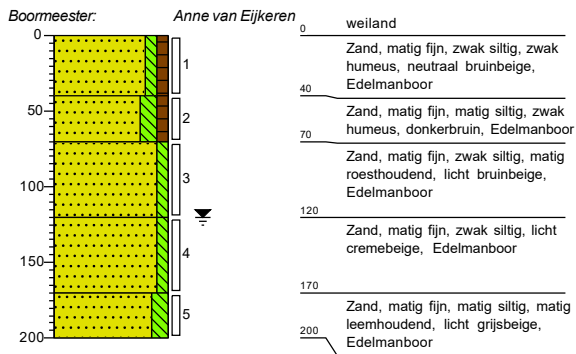 Boormeester: Anne van Eijkeren
0
50
100
150
200
1
2
3
4
5
0 weiland
Zand, matig fijn, zwak siltig, zwak
humeus, neutraal bruinbeige,
Edelmanboor
40
Zand, matig fijn, matig siltig, zwak
humeus, donkerbruin, Edelmanboor
70
Zand, matig fijn, zwak siltig, matig
roesthoudend, licht bruinbeige,
Edelmanboor
120
Zand, matig fijn, zwak siltig, licht
cremebeige, Edelmanboor
170
Zand, matig fijn, matig siltig, matig
leemhoudend, licht grijsbeige,
200 Edelmanboor